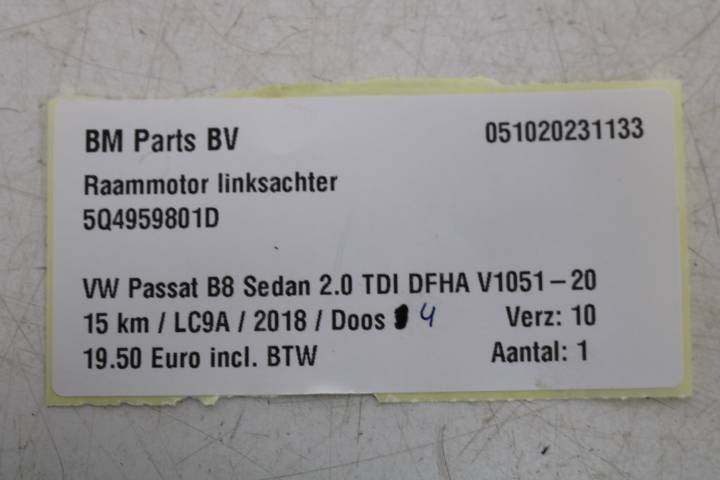 BM Parts BV 051020231133
Raammotor linksachter
5Q4959801D
VW Passat B8 Sedan 2.0 TDI DFHA V1051-20
15 km / LC9A / 2018 / Doos 4 Verz: 10
19.50 Euro incl. BTW Aantal: 1